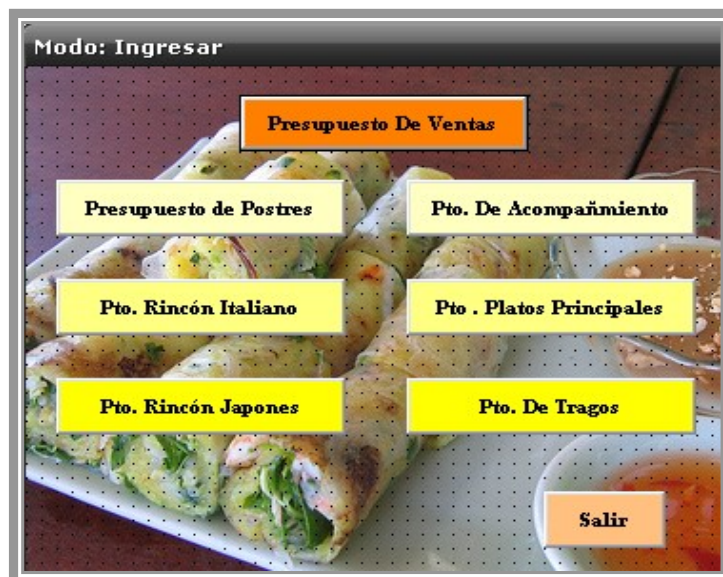 Modo: Ingresar
Presupuesto De Ventas
Presupuesto de Postres
Pto. De Acompañmiento
Pto. Rincón Italiano
Pto . Platos Principales
Pto. Rincón Japones
Pto. De Tragos
Salir